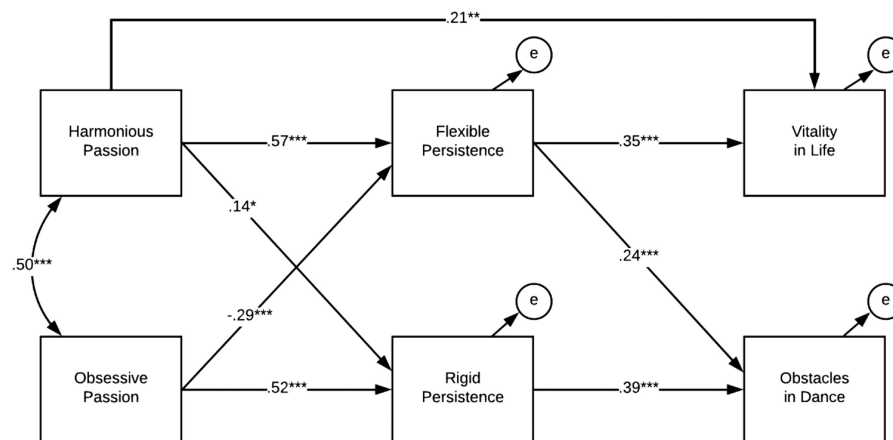 .21**
e
e
Harmonious
Passion
.57***
Flexible
Persistence
.35***
Vitality
in Life
.14*
.24***
.50***
-.29***
e
e
Obsessive
Passion
.52***
Rigid
Persistence
.39***
Obstacles
in Dance